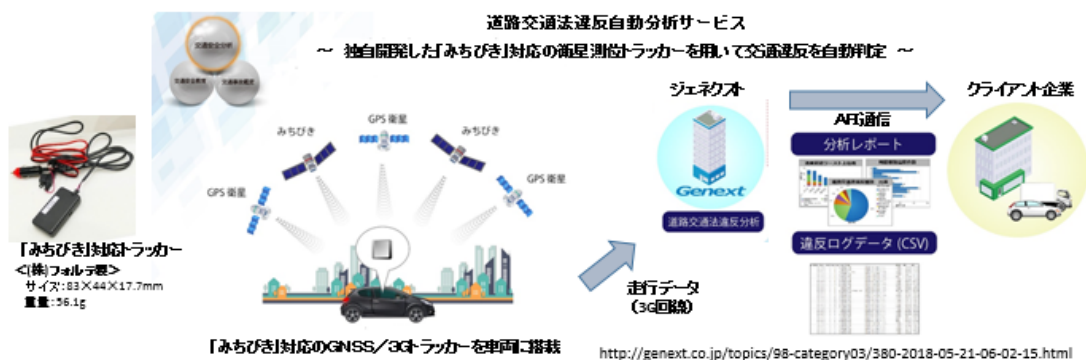 道路交通法違反自動分析サービス
～ 独自開発した「みちびき」対応の衛星測位トラッカーを用いて交通違反を自動判定 ～
交通安全分析
「みちびき」対応トラッカー
<(株)フォルテ製>
サイズ:83×44×17.7mm
重量:56.1g
GPS 衛星
みちびき
GPS 衛星
みちびき
GPS 衛星
「みちびき」対応のGNSS/3Gトラッカーを車両に搭載
走行データ
(3G回線)
ジェネクスト
Genext
道路交通法違反分析
API通信
分析レポート
違反ログデータ (CSV)
クライアント企業
http://genext.co.jp/topics/98-category03/380-2018-05-21-06-02-15.html